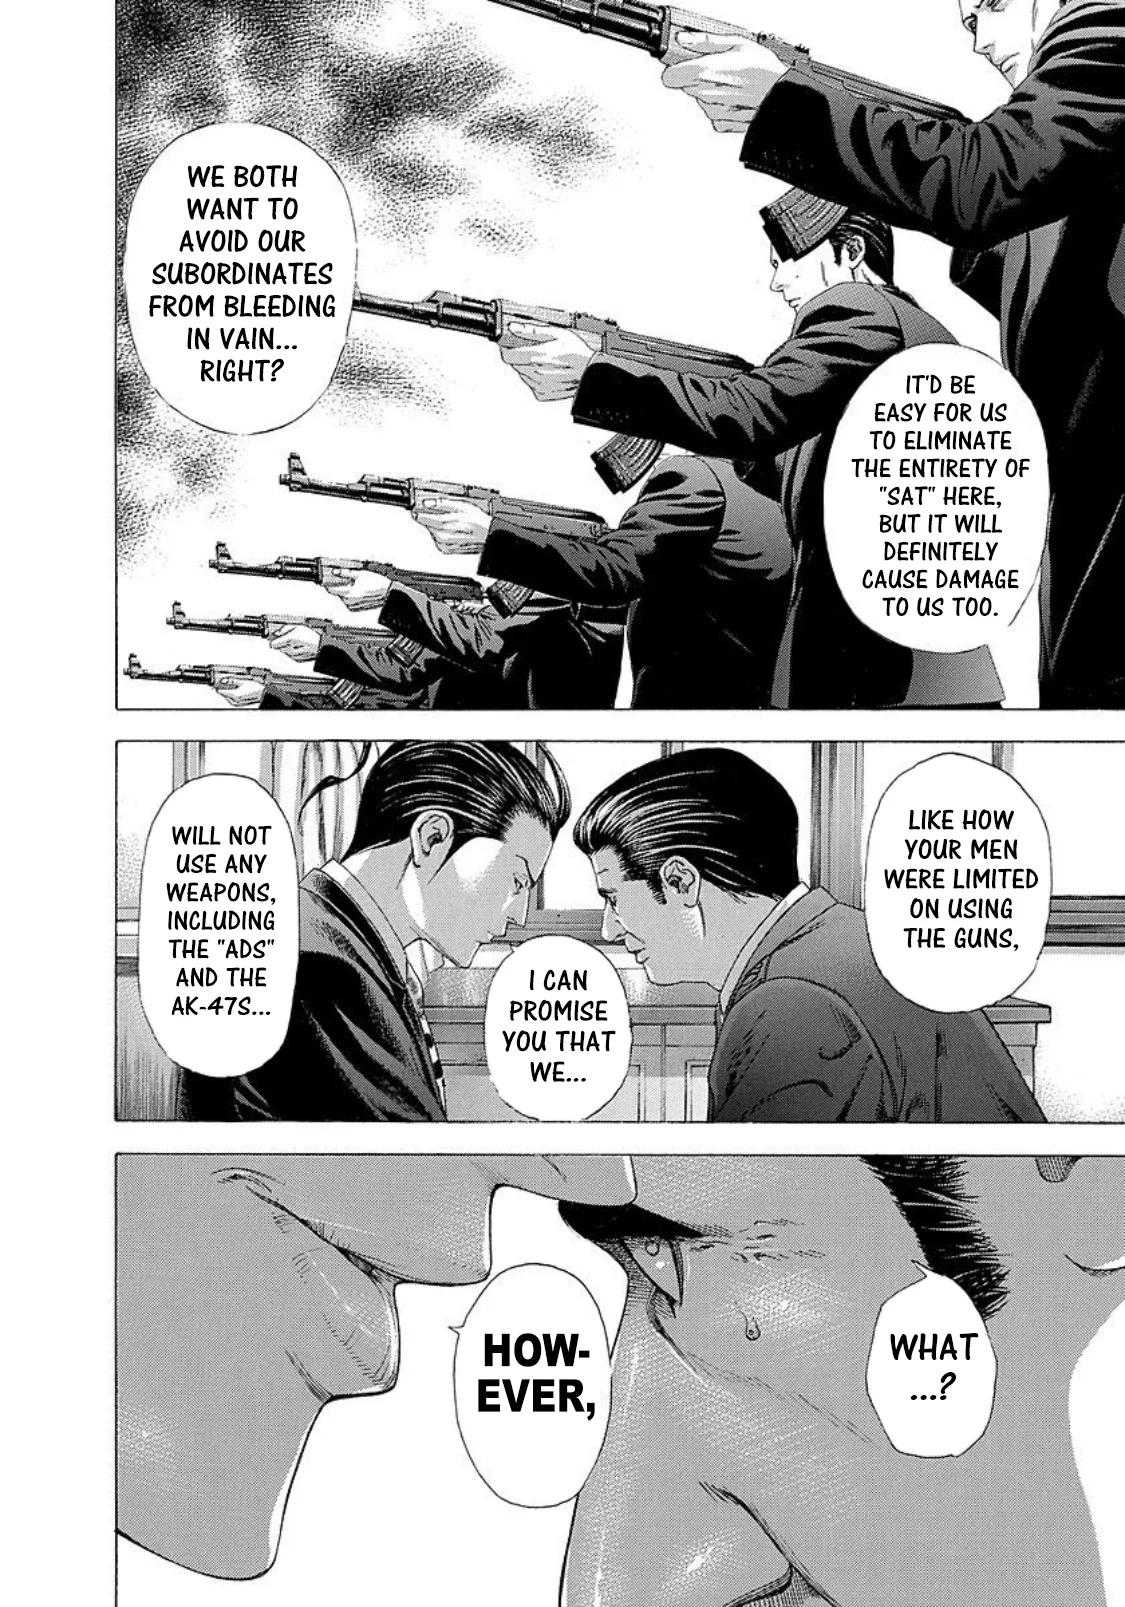 IT'D BE
EASY FOR US
TO ELIMINATE
THE ENTIRETY OF
"SAT" HERE,
BUT IT WILL
DEFINITELY
CAUSE DAMAGE
TO US TOO.
WE BOTH
WANT TO
AVOID OUR
SUBORDINATES
FROM BLEEDING
IN VAIN...
RIGHT?
LIKE HOW
YOUR MEN
WERE LIMITED
ON USING
THE GUNS,
I CAN
PROMISE
YOU THAT
WE...
WILL NOT
USE ANY
WEAPONS,
INCLUDING
THE "ADS"
AND THE
AK-47S...
WHAT
...?
HOW-
EVER,